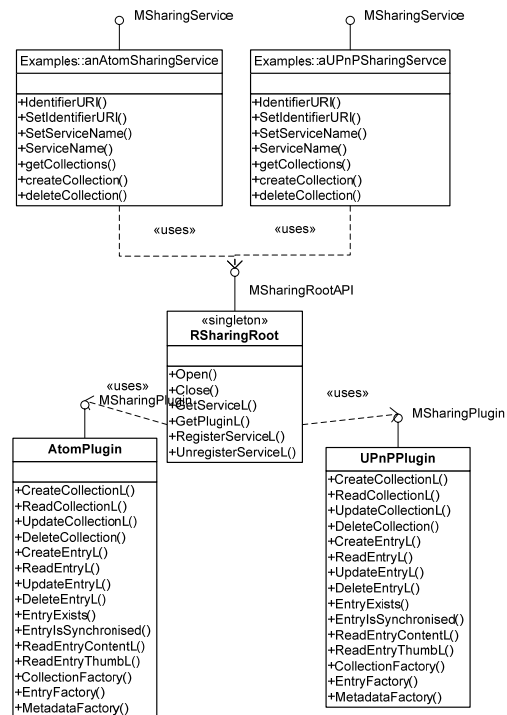 MSharingService
MSharingService
Examples::anAtomSharingService
+IdentifierURI()
+SetIdentifierURI()
+SetServiceName()
+ServiceName()
+getCollections()
+createCollection()
+deleteCollection()
Examples::aUPnPSharingServce
+IdentifierURI()
+SetIdentifierURI()
+SetServiceName()
+ServiceName()
+getCollections()
+createCollection()
+deleteCollection()
«uses»
«uses»
MSharingRootAPI
«singleton»
RSharingRoot
+Open()
+Close()
+GetServiceL()
+GetPluginL()
+RegisterServiceL()
+UnregisterServiceL()
«uses»
MSharingPlugin
«uses»
MSharingPlugin
AtomPlugin
+CreateCollectionL()
+ReadCollectionL()
+UpdateCollectionL()
+DeleteCollection()
+CreateEntryL()
+ReadEntryL()
+UpdateEntryL()
+DeleteEntryL()
+EntryExists()
+EntryIsSynchronised()
+ReadEntryContentL()
+ReadEntryThumbL()
+CollectionFactory()
+EntryFactory()
+MetadataFactory()
UPnPPlugin
+CreateCollectionL()
+ReadCollectionL()
+UpdateCollectionL()
+DeleteCollection()
+CreateEntryL()
+ReadEntryL()
+UpdateEntryL()
+DeleteEntryL()
+EntryExists()
+EntryIsSynchronised()
+ReadEntryContentL()
+ReadEntryThumbL()
+CollectionFactory()
+EntryFactory()
+MetadataFactory()